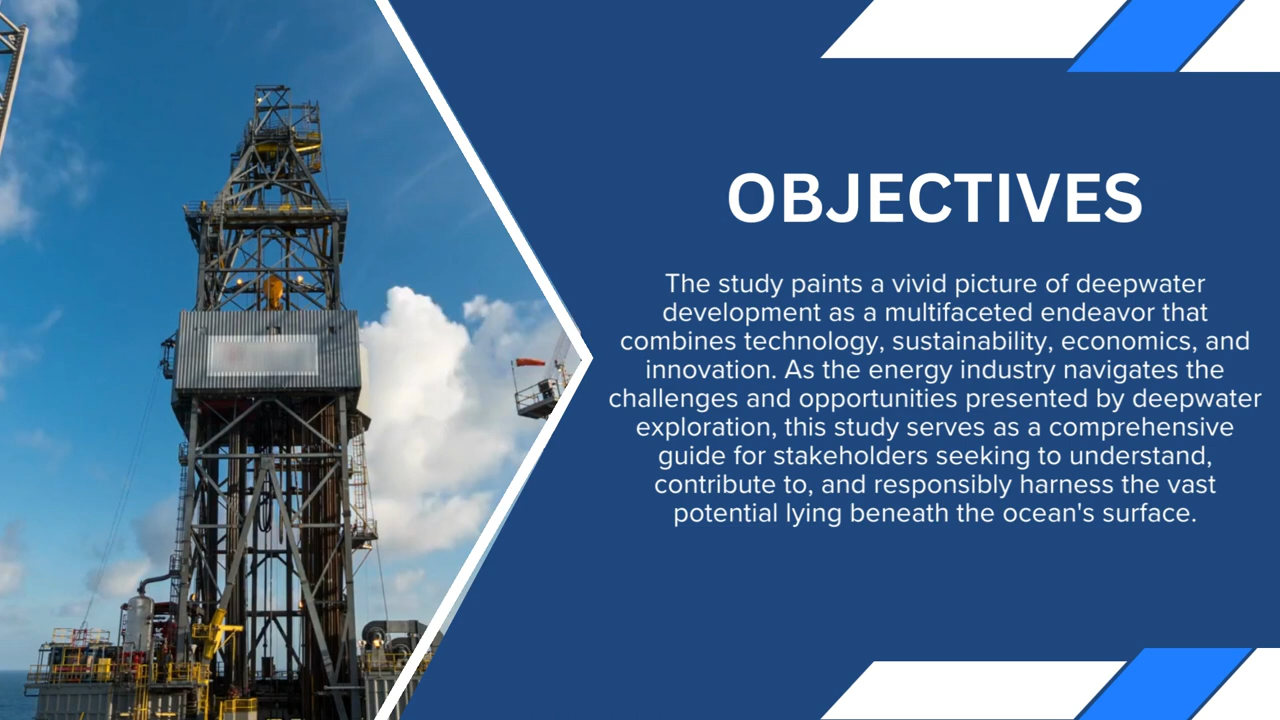 OBJECTIVES
The study paints a vivid picture of deepwater
development as a multifaceted endeavor that
combines technology, sustainability, economics, and
innovation. As the energy industry navigates the
challenges and opportunities presented by deepwater
exploration, this study serves as a comprehensive
guide for stakeholders seeking to understand,
contribute to, and responsibly harness the vast
potential lying beneath the ocean's surface.